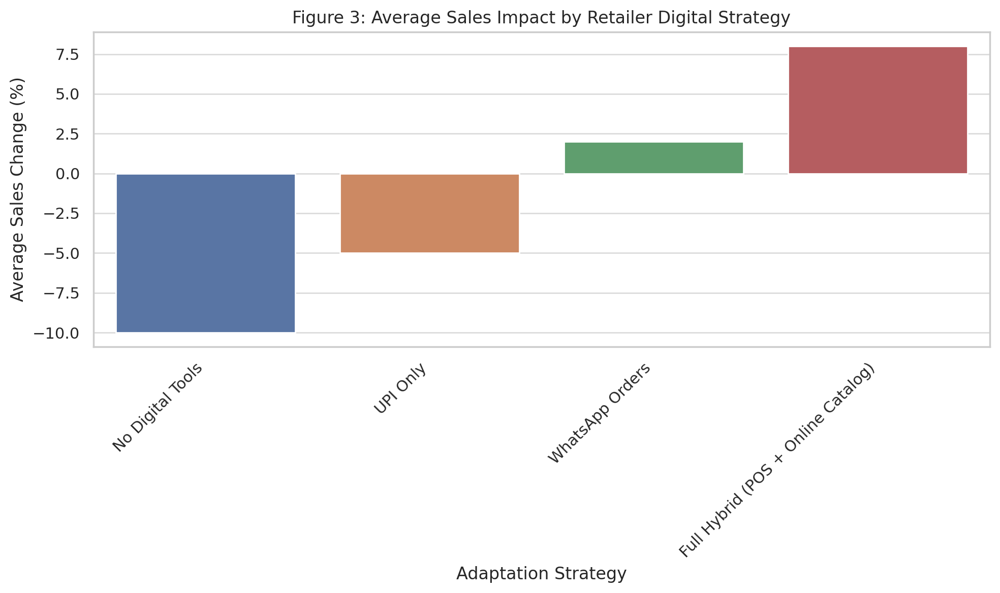 Figure 3: Average Sales Impact by Retailer Digital Strategy
Average Sales Change (%)
7.5
5.0
2.5
0.0
−2.5
−5.0
−7.5
−10.0
No Digital Tools
UPI Only
WhatsApp Orders
Full Hybrid (POS + Online Catalog)
Adaptation Strategy